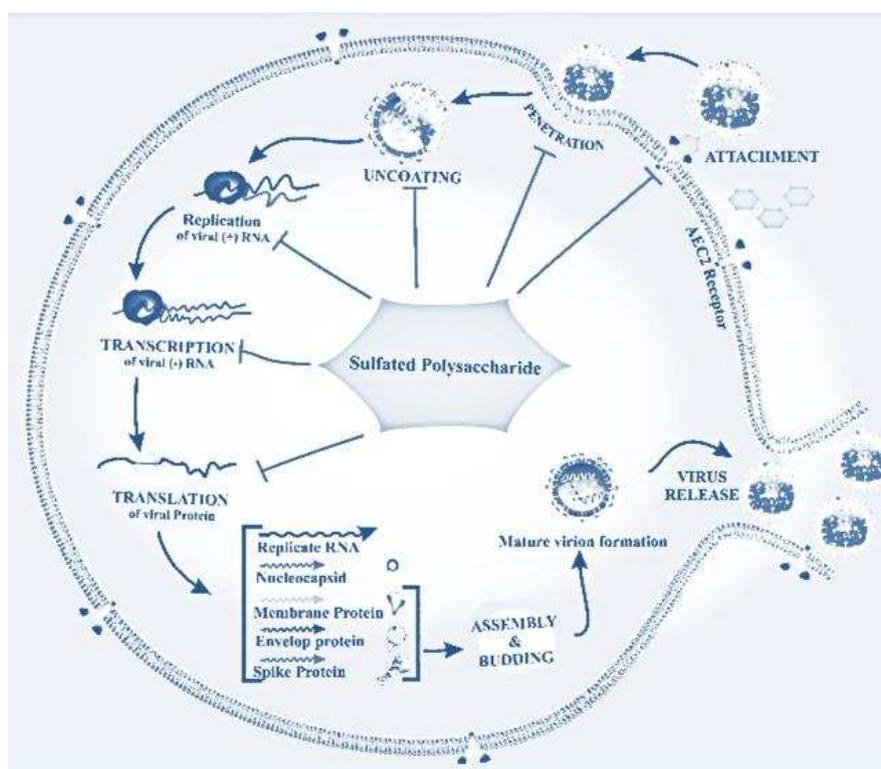 PENETRATION
ATTACHMENT
UNCOATING
AEC2 Receptor
Replication
of viral (+) RNA
TRANSCRIPTION
of viral (-) RNA
Sulfated Polysaccharide
TRANSLATION
of viral Protein
VIRUS
RELEASE
Mature virion formation
Replicate RNA
Nucleocapsid
Membrane Protein
Envelop protein
Spike Protein
ASSEMBLY
&
BUDDING